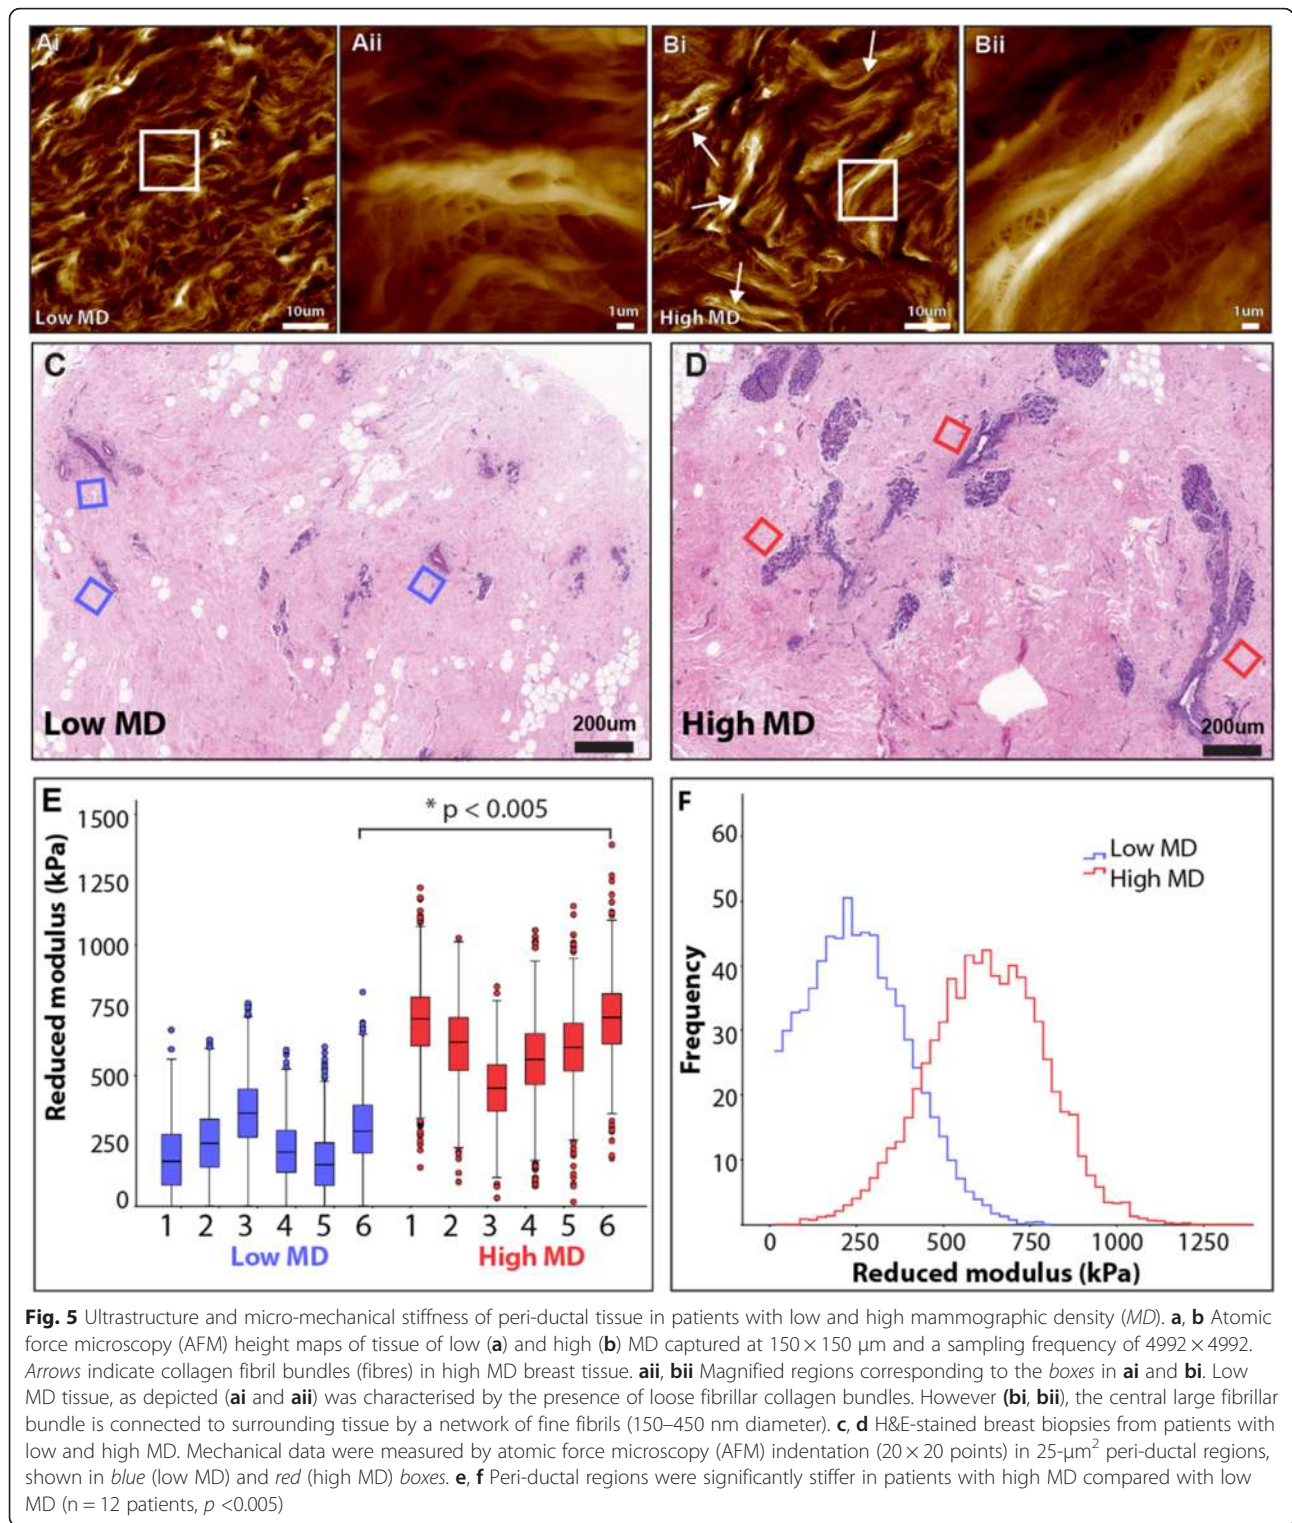 Ai
Aii
Bi
Bii
Low MD
10um
1um
High MD
10um
1um
C
D
Low MD
200um
High MD
200um
E
* p < 0.005
Reduced modulus (kPa)
1500
1250
1000
750
500
250
0
1 2 3 4 5 6 1 2 3 4 5 6
Low MD High MD
F
Low MD
High MD
Frequency
60
50
40
30
20
10
0 250 500 750 1000 1250
Reduced modulus (kPa)
Fig. 5 Ultrastructure and micro-mechanical stiffness of peri-ductal tissue in patients with low and high mammographic density (MD). a, b Atomic
force microscopy (AFM) height maps of tissue of low (a) and high (b) MD captured at 150 × 150 μm and a sampling frequency of 4992 × 4992.
Arrows indicate collagen fibril bundles (fibres) in high MD breast tissue. aii, bii Magnified regions corresponding to the boxes in ai and bi. Low
MD tissue, as depicted (ai and aii) was characterised by the presence of loose fibrillar collagen bundles. However (bi, bii), the central large fibrillar
bundle is connected to surrounding tissue by a network of fine fibrils (150–450 nm diameter). c, d H&E-stained breast biopsies from patients with
low and high MD. Mechanical data were measured by atomic force microscopy (AFM) indentation (20 × 20 points) in 25-μm² peri-ductal regions,
shown in blue (low MD) and red (high MD) boxes. e, f Peri-ductal regions were significantly stiffer in patients with high MD compared with low
MD (n = 12 patients, p <0.005)